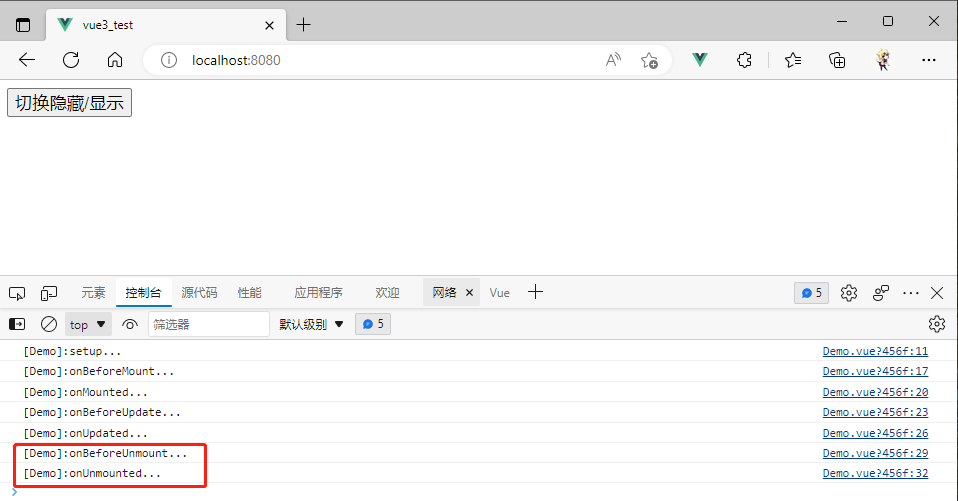 vue3_test
localhost:8080
切换隐藏/显示
元素 控制台 源代码 性能 应用程序 欢迎 网络 Vue 5
top 筛选器 默认级别 5
[Demo]:setup... Demo.vue?456f:11
[Demo]:onBeforeMount... Demo.vue?456f:17
[Demo]:onMounted... Demo.vue?456f:20
[Demo]:onBeforeUpdate... Demo.vue?456f:23
[Demo]:onUpdated... Demo.vue?456f:26
[Demo]:onBeforeUnmount... Demo.vue?456f:29
[Demo]:onUnmounted... Demo.vue?456f:32